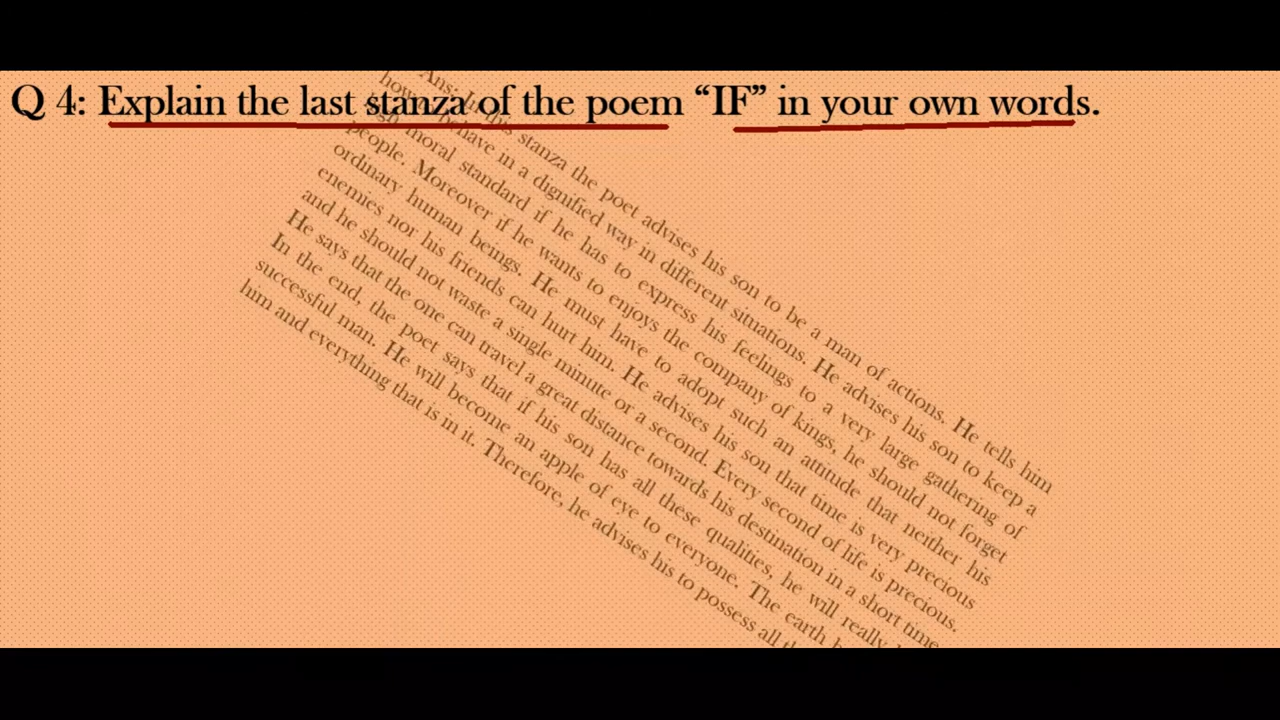 Q 4: Explain the last stanza of the poem “IF” in your own words.
Ans: In this stanza the poet advises his son to be a man of actions. He tells him
how to behave in a dignified way in different situations. He advises his son to keep a
high moral standard if he has to express his feelings to a very large gathering of
people. Moreover if he wants to enjoys the company of kings, he should not forget
ordinary human beings. He must have to adopt such an attitude that neither his
enemies nor his friends can hurt him. He advises his son that time is very precious
and he should not waste a single minute or a second. Every second of life is precious.
He says that the one can travel a great distance towards his destination in a short time
In the end, the poet says that if his son has all these qualities, he will really
successful man. He will become an apple of eye to everyone. The earth
him and everything that is in it. Therefore, he advises his to possess all